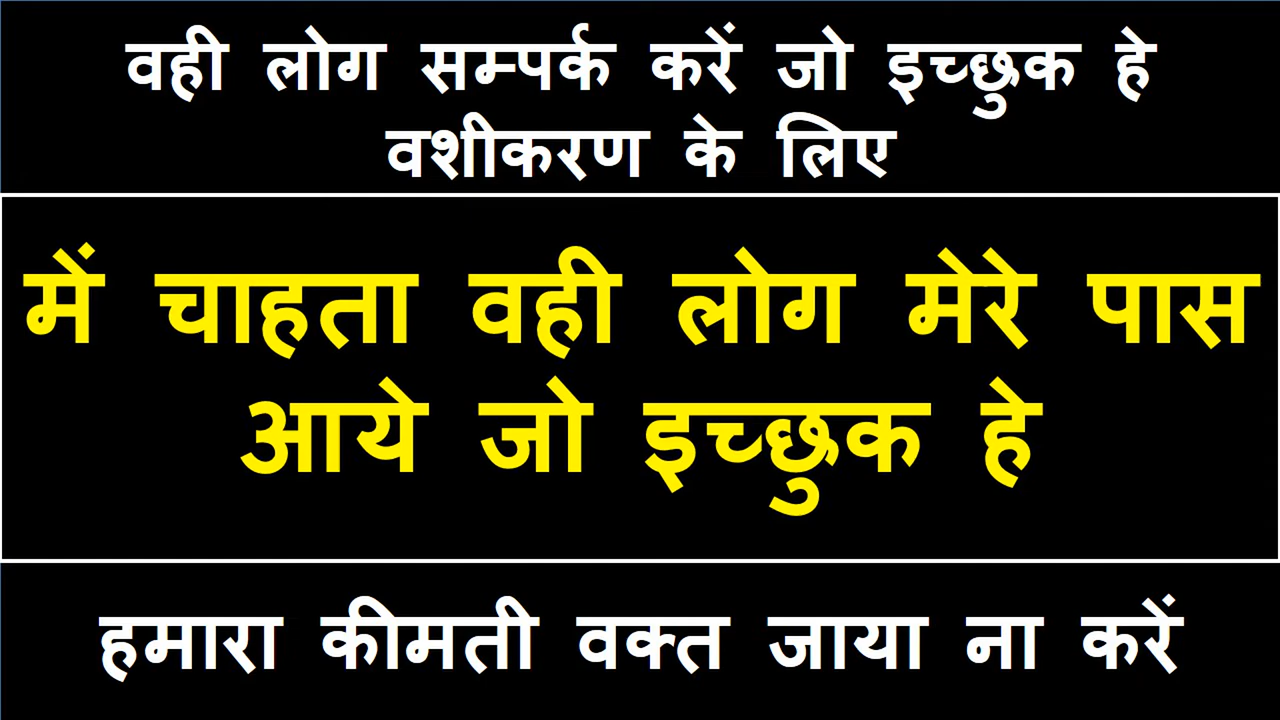 वही लोग सम्पर्क करें जो इच्छुक हे
वशीकरण के लिए
में चाहता वही लोग मेरे पास
आये जो इच्छुक हे
हमारा कीमती वक्त जाया ना करें